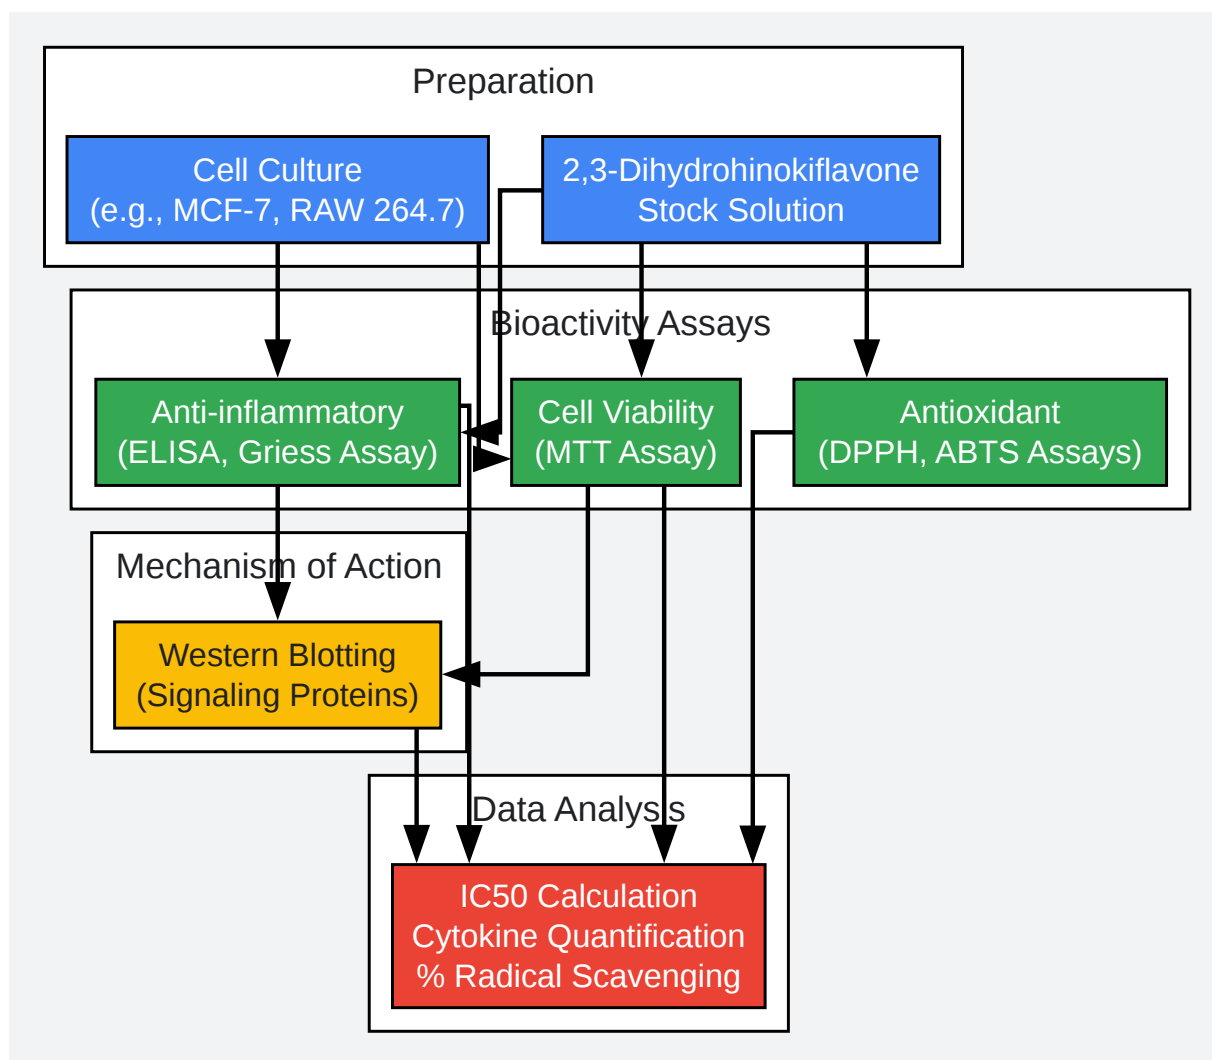 Preparation
Cell Culture
(e.g., MCF-7, RAW 264.7)
2,3-Dihydrohinokiflavone
Stock Solution
Bioactivity Assays
Anti-inflammatory
(ELISA, Griess Assay)
Cell Viability
(MTT Assay)
Antioxidant
(DPPH, ABTS Assays)
Mechanism of Action
Western Blotting
(Signaling Proteins)
Data Analysis
IC50 Calculation
Cytokine Quantification
% Radical Scavenging